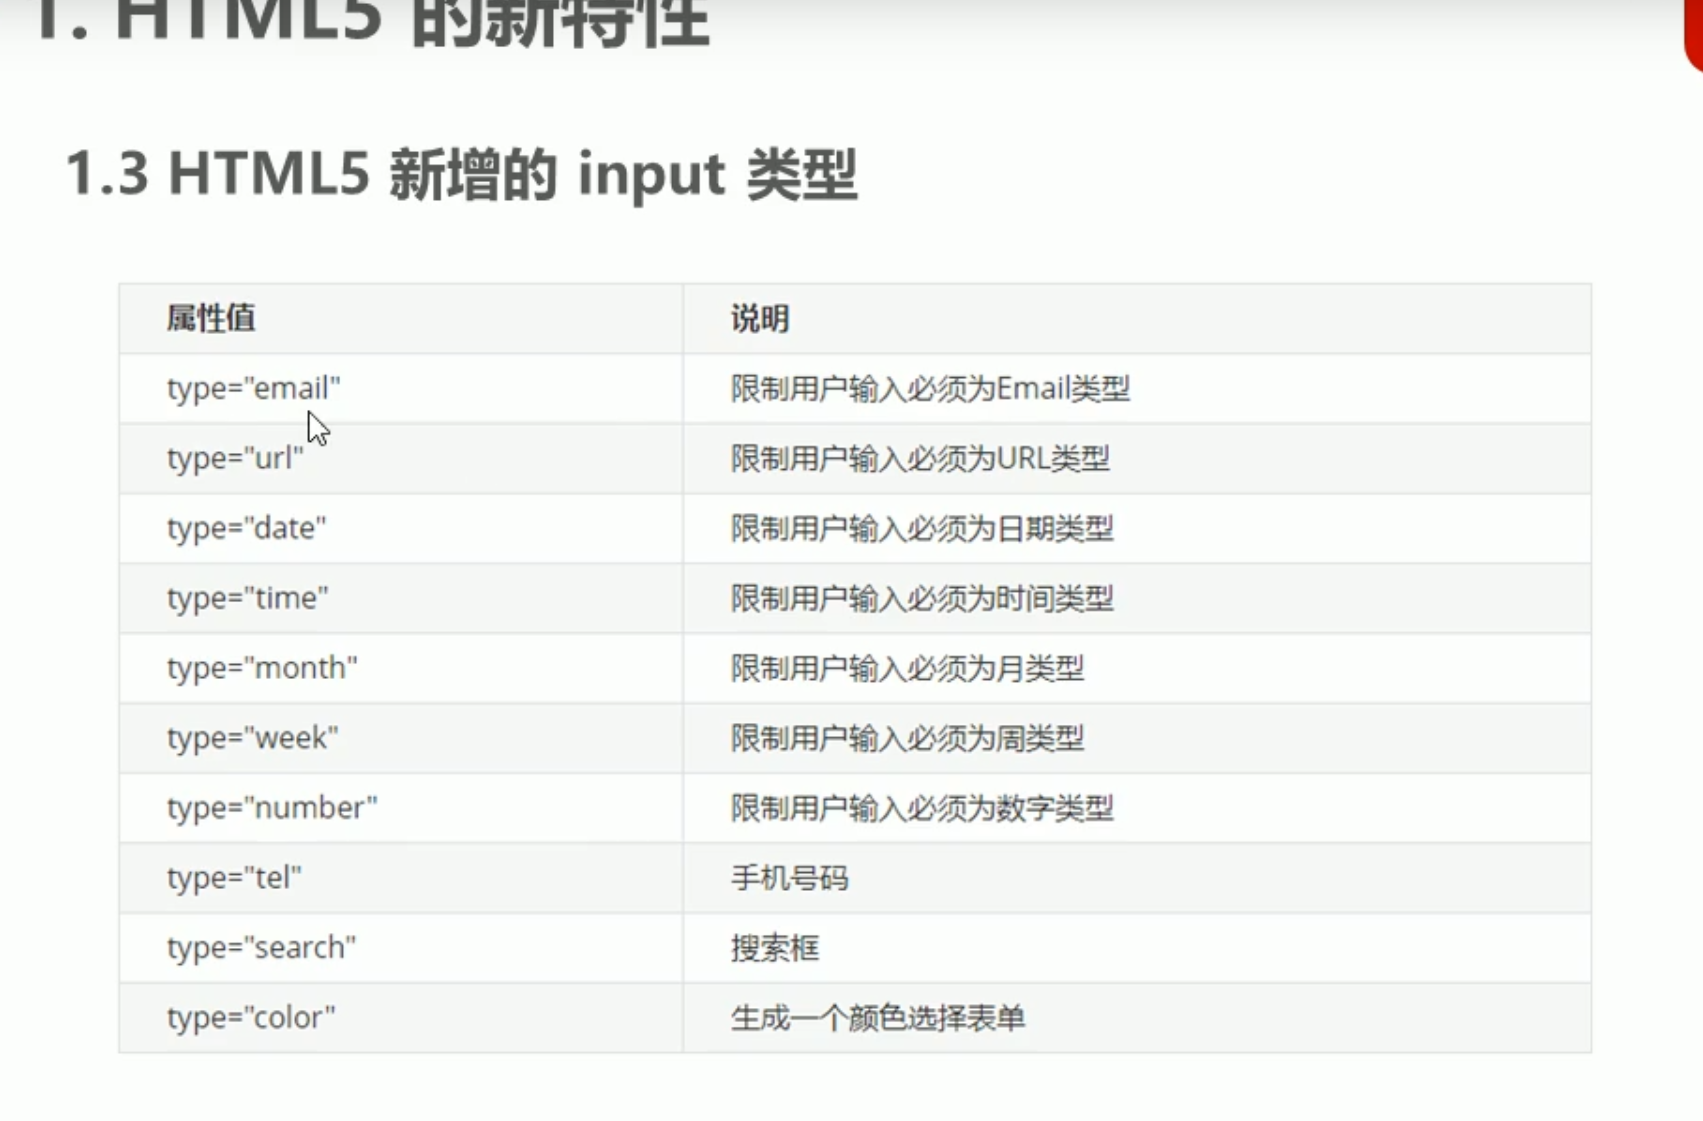 1. HTML5 的新特性
1.3 HTML5 新增的 input 类型
属性值 说明
type="email" 限制用户输入必须为Email类型
type="url" 限制用户输入必须为URL类型
type="date" 限制用户输入必须为日期类型
type="time" 限制用户输入必须为时间类型
type="month" 限制用户输入必须为月类型
type="week" 限制用户输入必须为周类型
type="number" 限制用户输入必须为数字类型
type="tel" 手机号码
type="search" 搜索框
type="color" 生成一个颜色选择表单